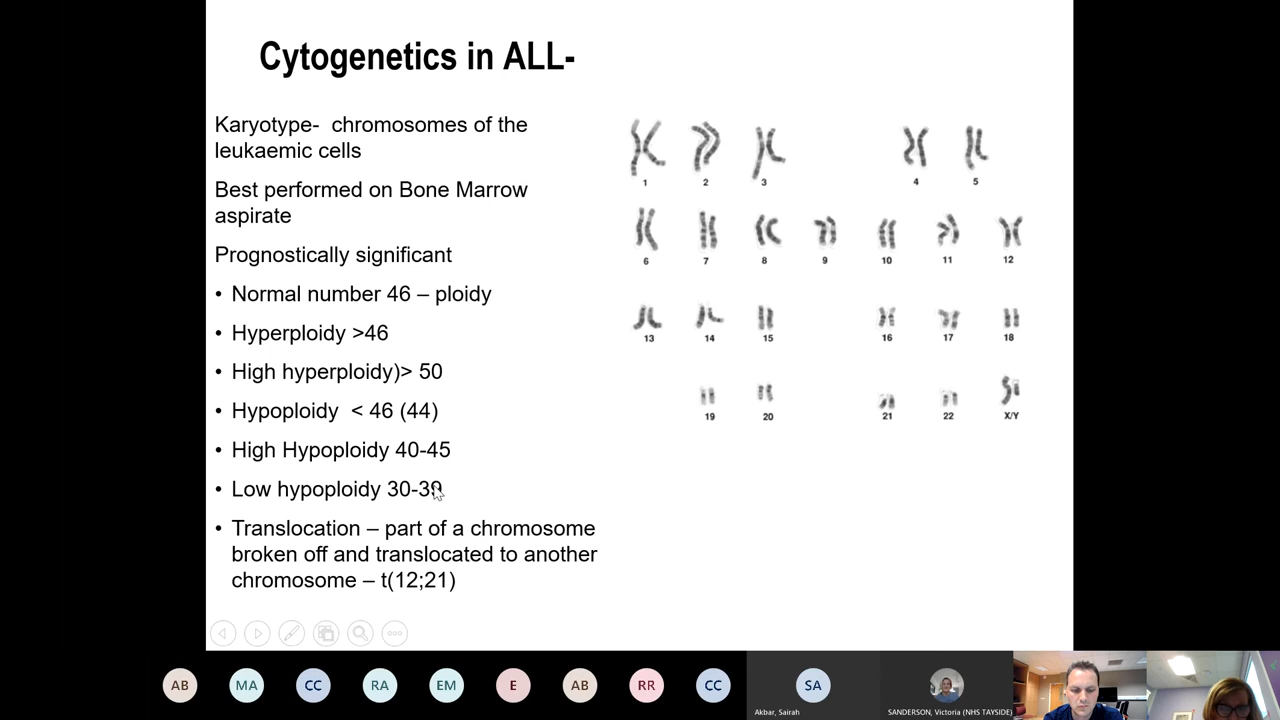 Cytogenetics in ALL-
Karyotype- chromosomes of the
leukaemic cells
Best performed on Bone Marrow
aspirate
Prognostically significant
• Normal number 46 – ploidy
• Hyperploidy >46
• High hyperploidy)> 50
• Hypoploidy < 46 (44)
• High Hypoploidy 40-45
• Low hypoploidy 30-39
• Translocation – part of a chromosome
broken off and translocated to another
chromosome – t(12;21)
1 2 3 4 5
6 7 8 9 10 11 12
13 14 15 16 17 18
19 20 21 22 X/Y
AB MA CC RA EM E AB RR CC SA
Akbar, Sairah
SANDERSON, Victoria (NHS TAYSIDE)